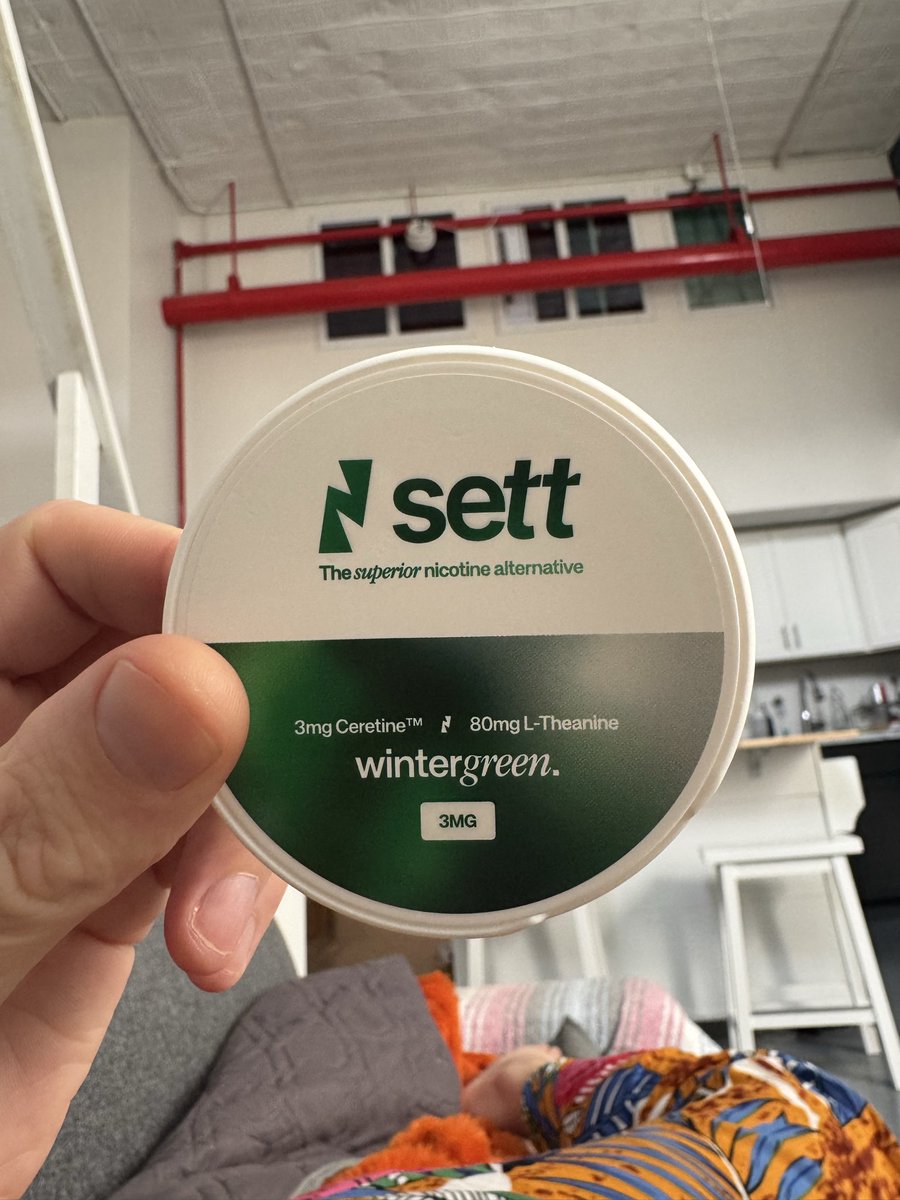 sett
The superior nicotine alternative
3mg Ceretine™ 80mg L-Theanine
wintergreen.
3MG